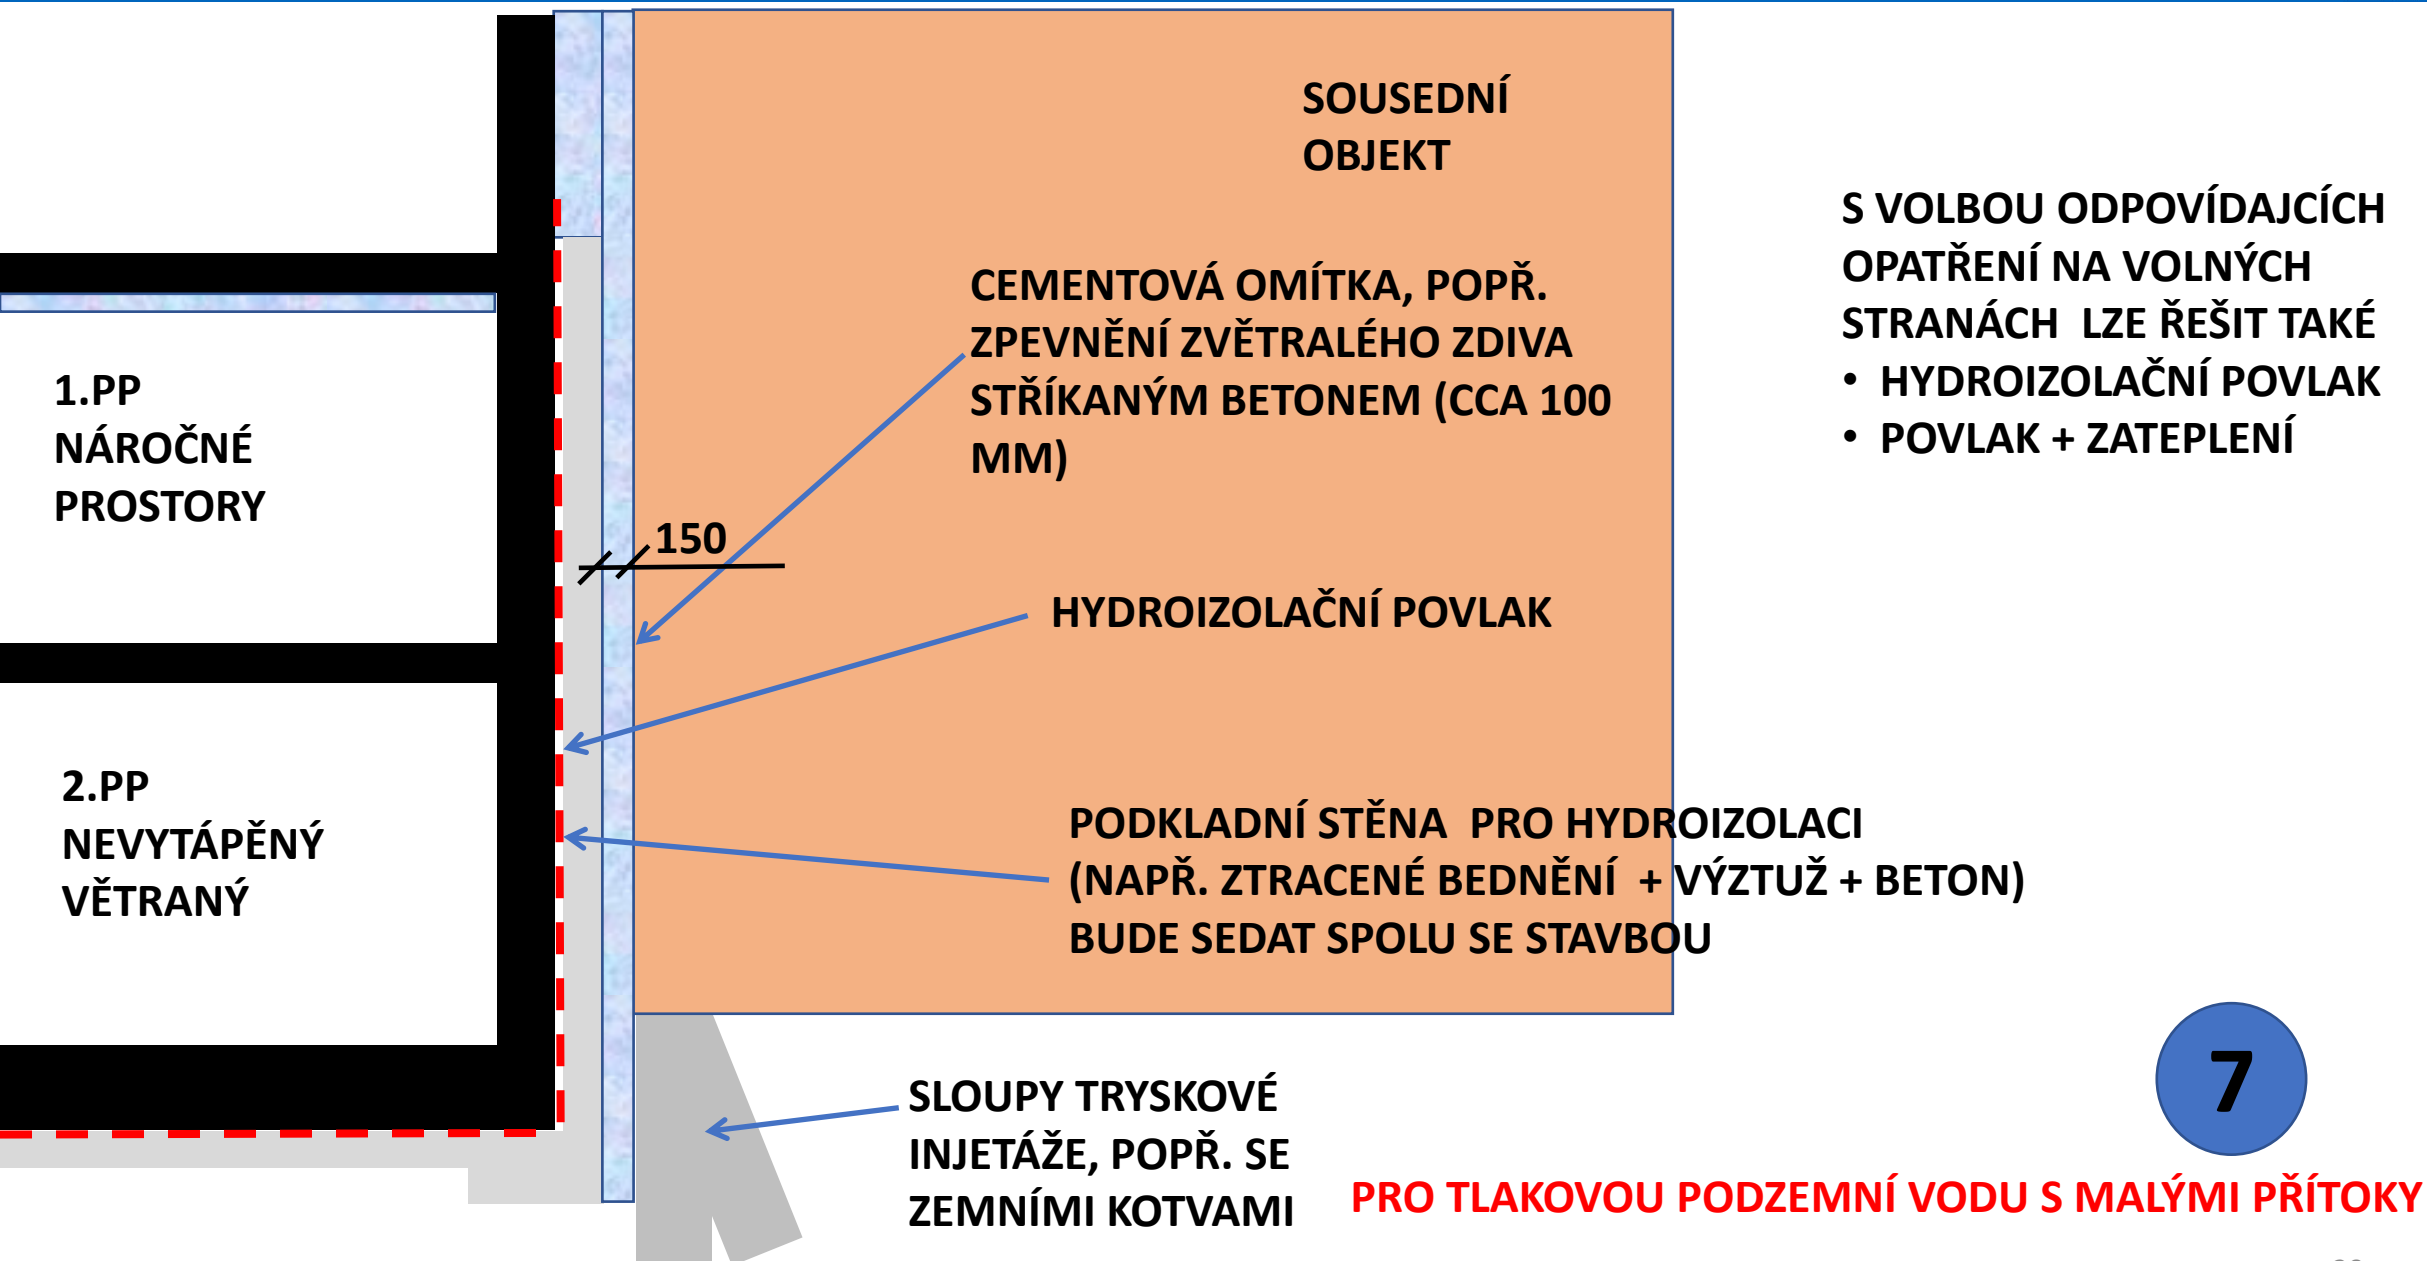 SOUSEDNÍ
OBJEKT
S VOLBOU ODPOVÍDAJCÍCH
OPATŘENÍ NA VOLNÝCH
STRANÁCH LZE ŘEŠIT TAKÉ
• HYDROIZOLAČNÍ POVLAK
• POVLAK + ZATEPLENÍ
CEMENTOVÁ OMÍTKA, POPŘ.
ZPEVNĚNÍ ZVĚTRALÉHO ZDIVA
STŘÍKANÝM BETONEM (CCA 100
MM)
1.PP
NÁROČNÉ
PROSTORY
150
HYDROIZOLAČNÍ POVLAK
2.PP
NEVYTÁPĚNÝ
VĚTRANÝ
PODKLADNÍ STĚNA PRO HYDROIZOLACI
(NAPŘ. ZTRACENÉ BEDNĚNÍ + VÝZTUŽ + BETON)
BUDE SEDAT SPOLU SE STAVBOU
SLOUPY TRYSKOVÉ
INJETÁŽE, POPŘ. SE
ZEMNÍMI KOTVAMI
7
PRO TLAKOVOU PODZEMNÍ VODU S MALÝMI PŘÍTOKY